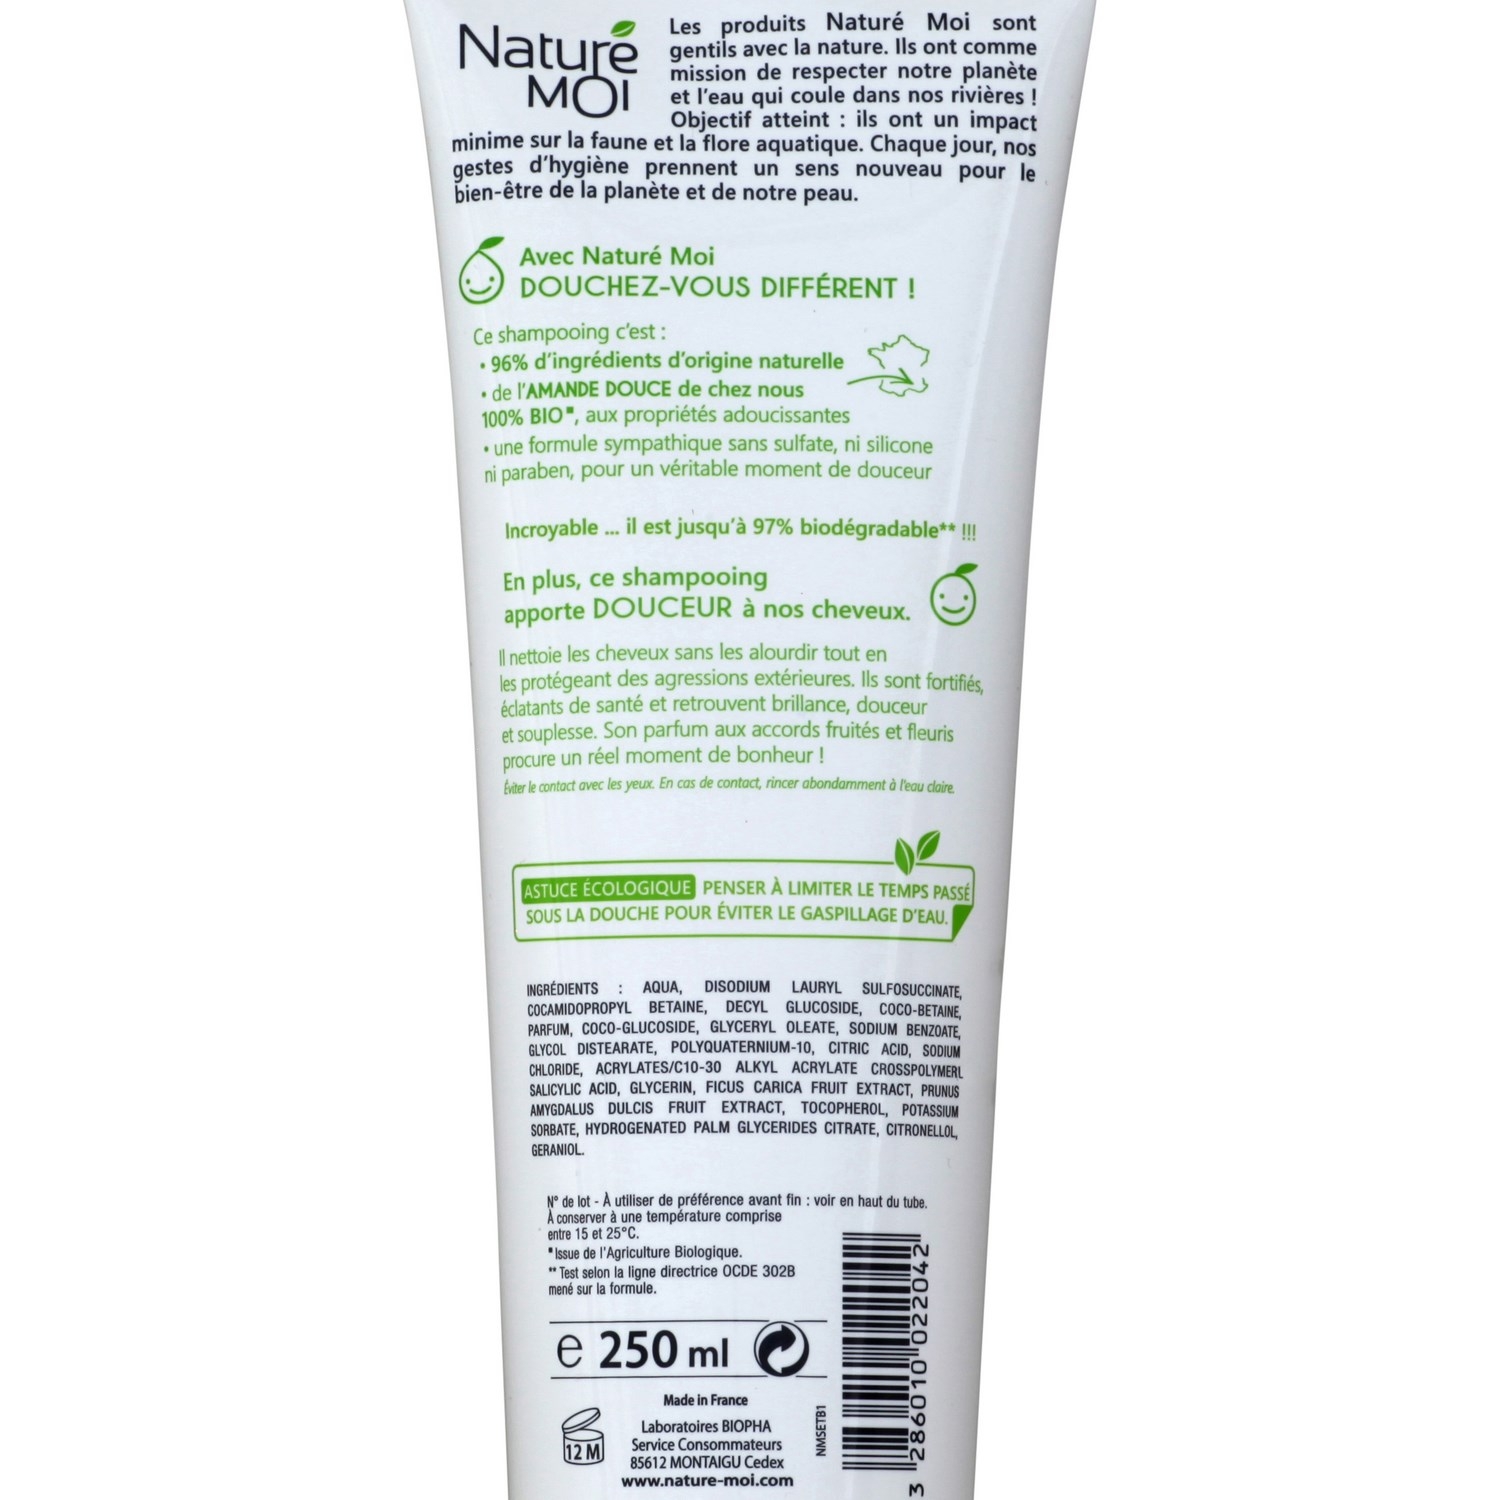 Naturé
MOI
Les produits Naturé Moi sont
gentils avec la nature. Ils ont comme
mission de respecter notre planète
et l'eau qui coule dans nos rivières !
Objectif atteint : ils ont un impact
minime sur la faune et la flore aquatique. Chaque jour, nos
gestes d'hygiène prennent un sens nouveau pour le
bien-être de la planète et de notre peau.
Avec Naturé Moi
DOUCHEZ-VOUS DIFFÉRENT !
Ce shampooing c'est :
• 96% d'ingrédients d'origine naturelle
• de l'AMANDE DOUCE de chez nous
100% BIO▪, aux propriétés adoucissantes
• une formule sympathique sans sulfate, ni silicone
ni paraben, pour un véritable moment de douceur
Incroyable ... il est jusqu'à 97% biodégradable** !!!
En plus, ce shampooing
apporte DOUCEUR à nos cheveux.
Il nettoie les cheveux sans les alourdir tout en
les protégeant des agressions extérieures. Ils sont fortifiés,
éclatants de santé et retrouvent brillance, douceur
et souplesse. Son parfum aux accords fruités et fleuris
procure un réel moment de bonheur !
Éviter le contact avec les yeux. En cas de contact, rincer abondamment à l'eau claire.
ASTUCE ÉCOLOGIQUE PENSER À LIMITER LE TEMPS PASSÉ
SOUS LA DOUCHE POUR ÉVITER LE GASPILLAGE D'EAU.
INGRÉDIENTS : AQUA, DISODIUM LAURYL SULFOSUCCINATE,
COCAMIDOPROPYL BETAINE, DECYL GLUCOSIDE, COCO-BETAINE,
PARFUM, COCO-GLUCOSIDE, GLYCERYL OLEATE, SODIUM BENZOATE,
GLYCOL DISTEARATE, POLYQUATERNIUM-10, CITRIC ACID, SODIUM
CHLORIDE, ACRYLATES/C10-30 ALKYL ACRYLATE CROSSPOLYMERL
SALICYLIC ACID, GLYCERIN, FICUS CARICA FRUIT EXTRACT, PRUNUS
AMYGDALUS DULCIS FRUIT EXTRACT, TOCOPHEROL, POTASSIUM
SORBATE, HYDROGENATED PALM GLYCERIDES CITRATE, CITRONELLOL,
GERANIOL.
N° de lot - À utiliser de préférence avant fin : voir en haut du tube.
À conserver à une température comprise
entre 15 et 25°C.
▪Issue de l'Agriculture Biologique.
** Test selon la ligne directrice OCDE 302B
mené sur la formule.
e 250 ml
Made in France
12 M
Laboratoires BIOPHA
Service Consommateurs
85612 MONTAIGU Cedex
www.nature-moi.com
NMSETB1
3 286010 022042